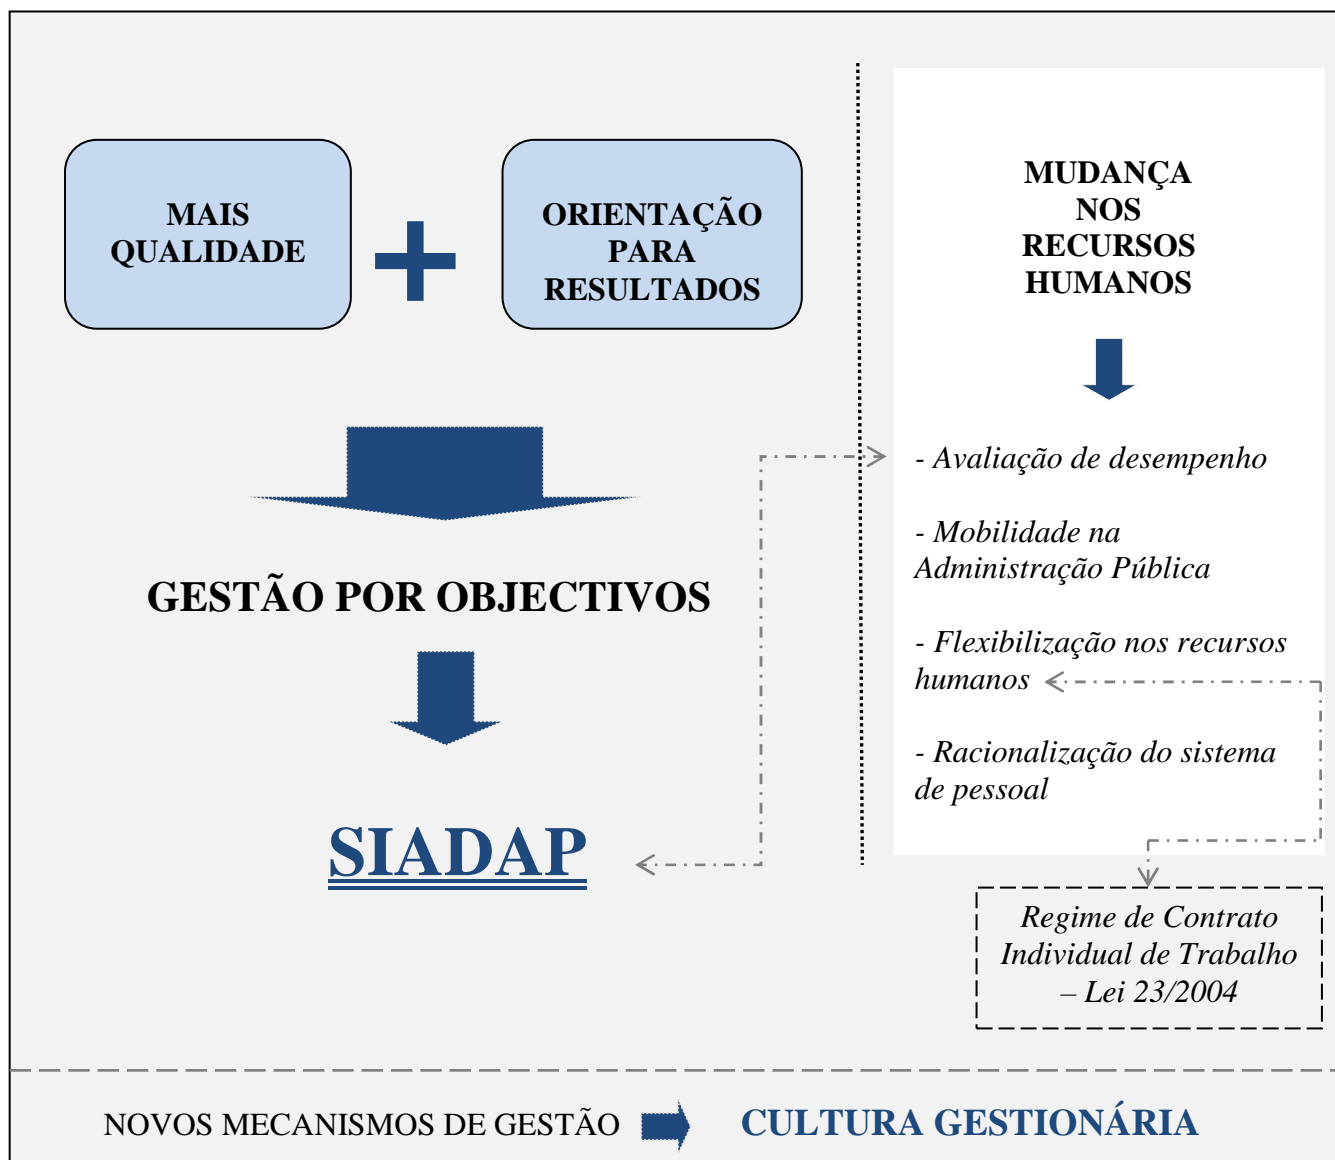 MAIS
QUALIDADE
+
ORIENTAÇÃO
PARA
RESULTADOS
GESTÃO POR OBJECTIVOS
SIADAP
MUDANÇA
NOS
RECURSOS
HUMANOS
- Avaliação de desempenho
- Mobilidade na
Administração Pública
- Flexibilização nos recursos
humanos
- Racionalização do sistema
de pessoal
Regime de Contrato
Individual de Trabalho
– Lei 23/2004
NOVOS MECANISMOS DE GESTÃO
CULTURA GESTIONÁRIA